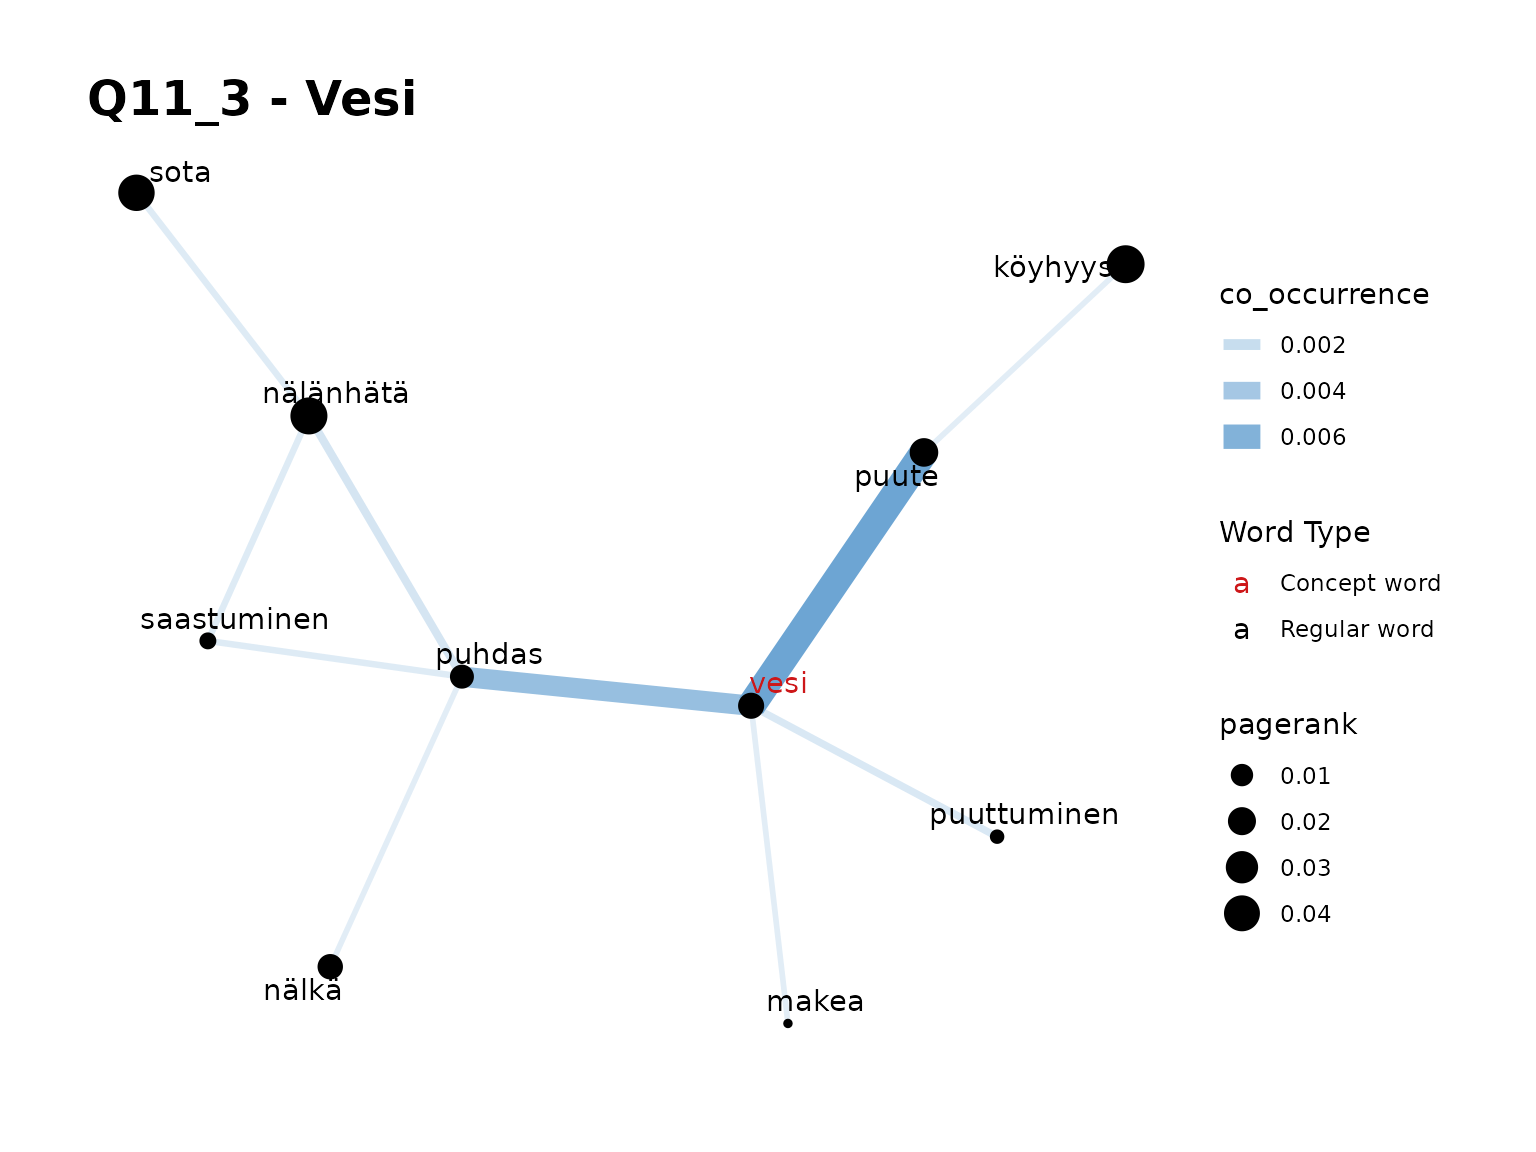 Q11_3 - Vesi
sota
köyhyys
nälänhätä
puute
saastuminen
puhdas
vesi
puuttuminen
nälkä
makea
co_occurrence
0.002
0.004
0.006
Word Type
a Concept word
a Regular word
pagerank
0.01
0.02
0.03
0.04